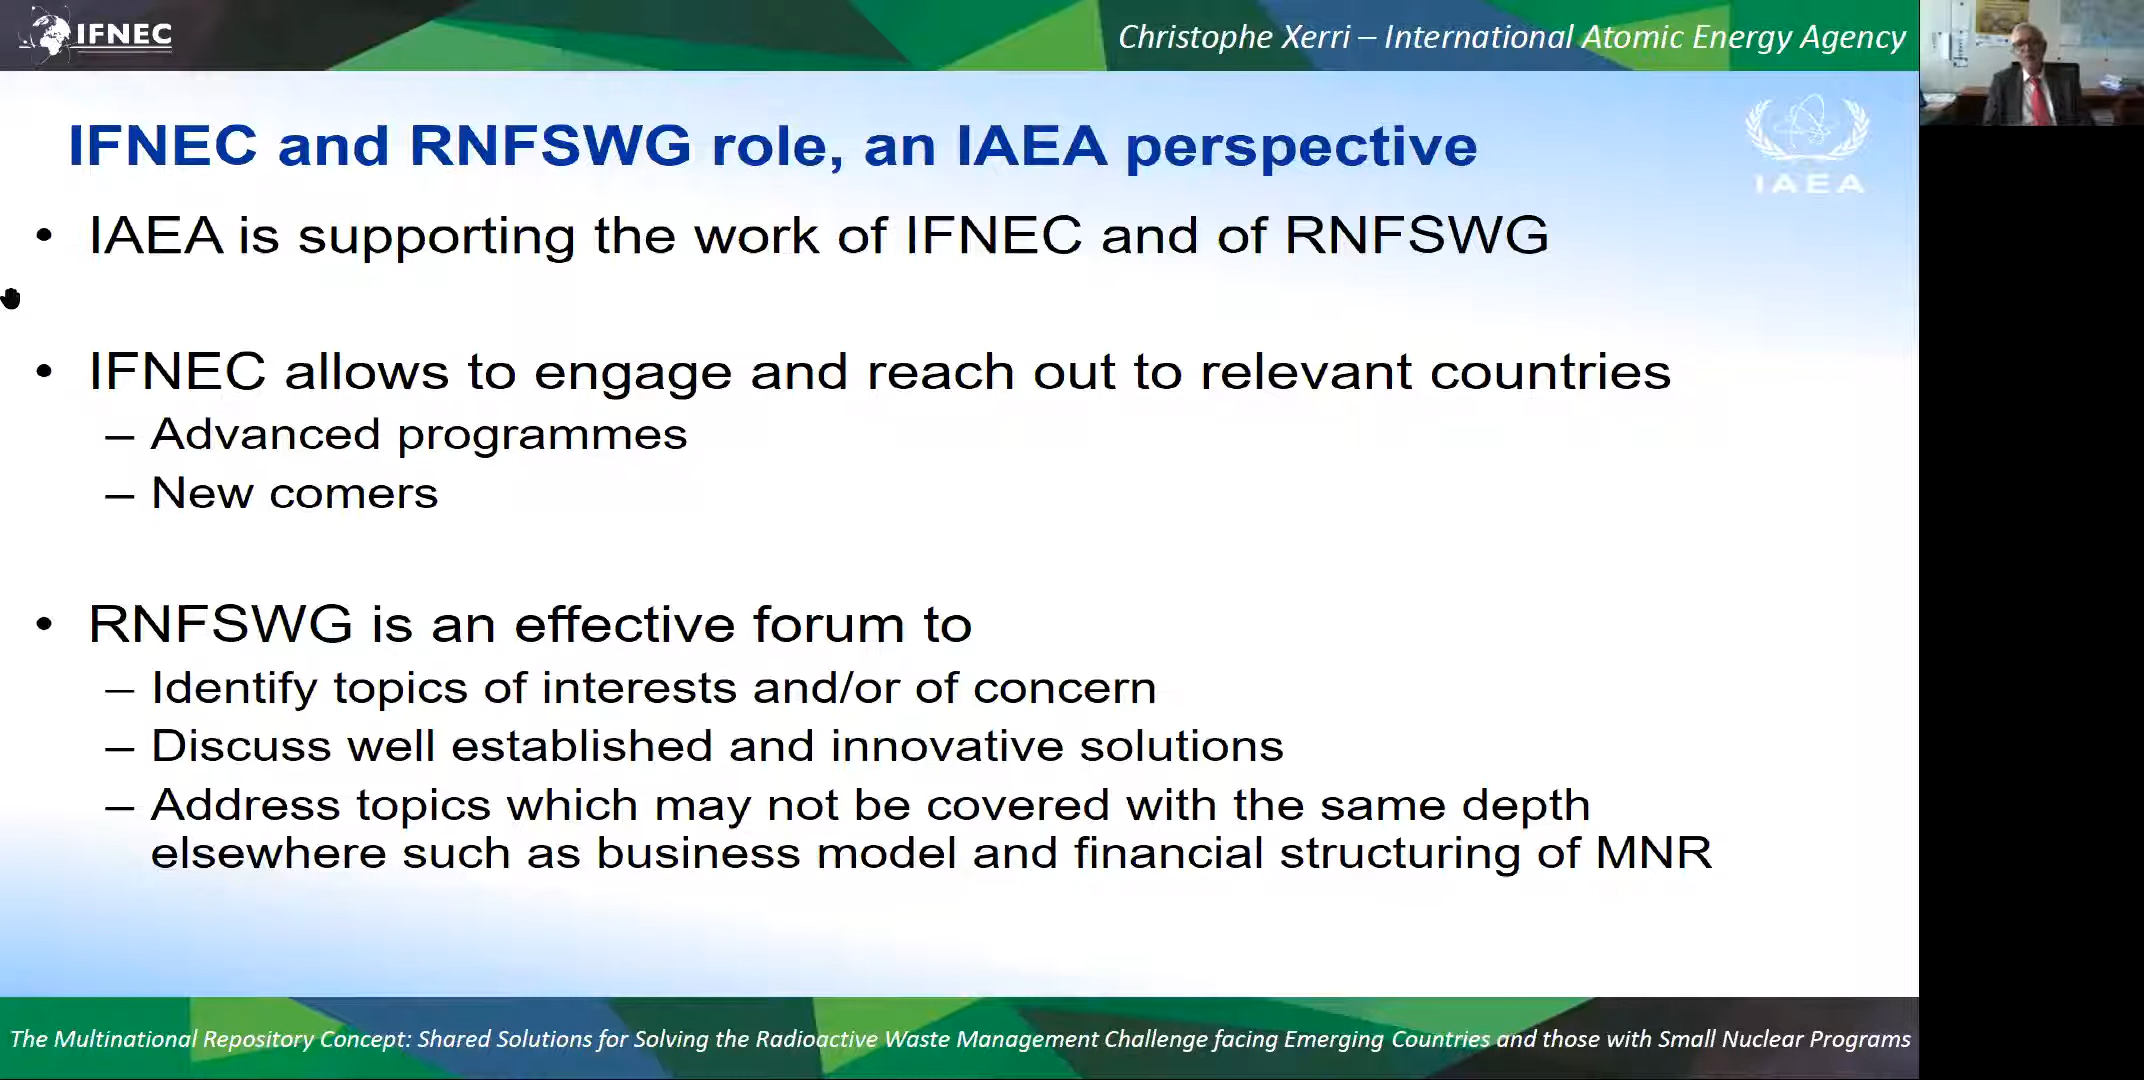 IFNEC
Christophe Xerri – International Atomic Energy Agency
IFNEC and RNFSWG role, an IAEA perspective
IAEA
• IAEA is supporting the work of IFNEC and of RNFSWG
• IFNEC allows to engage and reach out to relevant countries
– Advanced programmes
– New comers
• RNFSWG is an effective forum to
– Identify topics of interests and/or of concern
– Discuss well established and innovative solutions
– Address topics which may not be covered with the same depth
elsewhere such as business model and financial structuring of MNR
The Multinational Repository Concept: Shared Solutions for Solving the Radioactive Waste Management Challenge facing Emerging Countries and those with Small Nuclear Programs